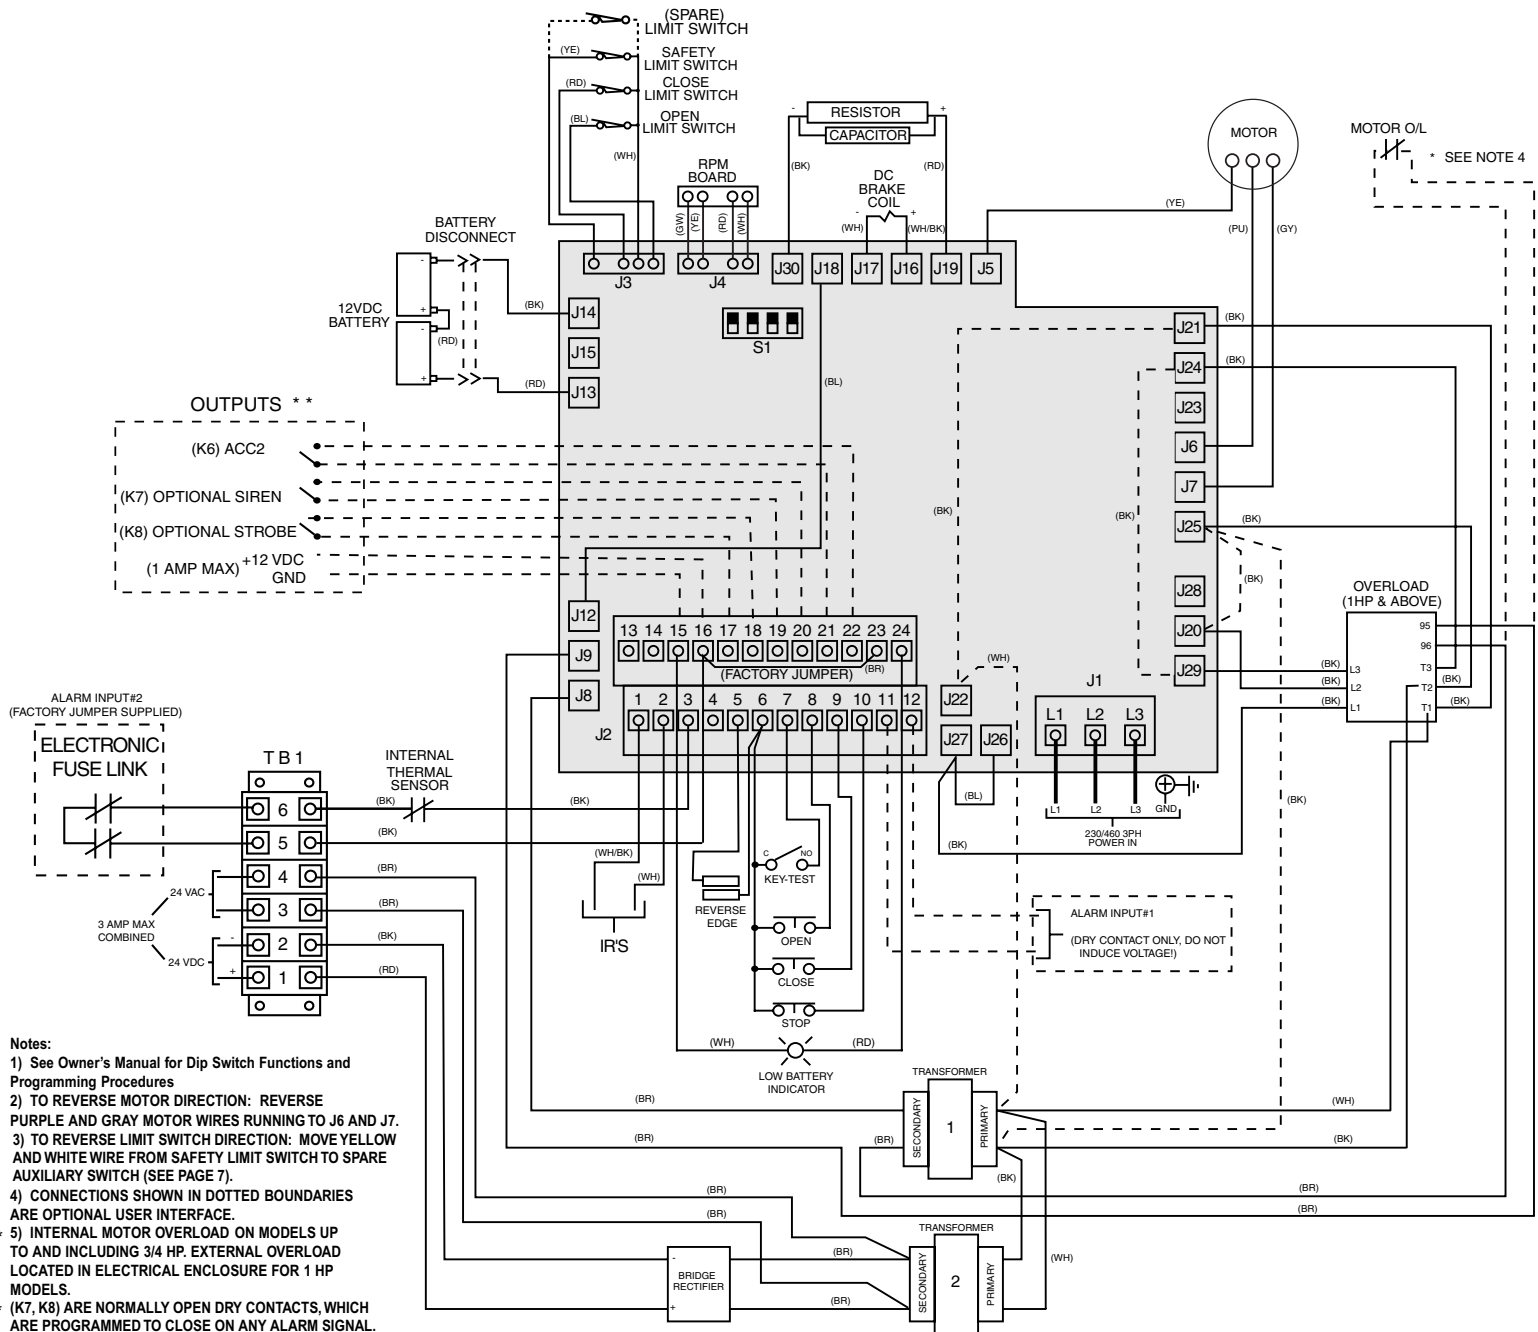 (SPARE)
LIMIT SWITCH
(YE)
SAFETY
LIMIT SWITCH
(RD)
CLOSE
LIMIT SWITCH
(BL)
OPEN
LIMIT SWITCH
(WH)
- RESISTOR +
CAPACITOR
(BK)
(RD)
MOTOR
MOTOR O/L
* SEE NOTE 4
RPM
BOARD
DC
BRAKE
COIL
- +
(WH)
(WH/BK)
(YE)
(PU)
(GY)
(GW)
(YE)
(RD)
(WH)
BATTERY
DISCONNECT
12VDC
BATTERY
-
+
-
+
(RD)
(BK)
(RD)
J3
J4
J30
J18
J17
J16
J19
J5
J14
J15
J13
S1
(BL)
J21
(BK)
J24
(BK)
J23
J6
J7
J25
(BK)
J28
J20
J29
(BK)
(BK)
(BK)
OUTPUTS * *
(K6) ACC2
(K7) OPTIONAL SIREN
(K8) OPTIONAL STROBE
(1 AMP MAX)
+12 VDC
GND
J12
J9
J8
13 14 15 16 17 18 19 20 21 22 23 24
(FACTORY JUMPER)
(BR)
1 2 3 4 5 6 7 8 9 10 11 12
J2
J22
(WH)
J27
J26
(BL)
(BK)
J1
L1 L2 L3
L1 L2 L3 GND
230/460 3PH
POWER IN
OVERLOAD
(1HP & ABOVE)
95
96
L3 T3
L2 T2
L1 T1
(BK)
(BK)
(BK)
(BK)
(BK)
(BK)
ALARM INPUT#2
(FACTORY JUMPER SUPPLIED)
ELECTRONIC
FUSE LINK
TB1
6
5
4
3
2
1
INTERNAL
THERMAL
SENSOR
(BK)
(BK)
(BK)
(BR)
(BR)
(BK)
(RD)
24 VAC
3 AMP MAX
COMBINED
24 VDC
-
+
(WH/BK)
(WH)
IR'S
REVERSE
EDGE
C NO
KEY-TEST
OPEN
CLOSE
STOP
(WH)
(RD)
LOW BATTERY
INDICATOR
ALARM INPUT#1
(DRY CONTACT ONLY, DO NOT
INDUCE VOLTAGE!)
TRANSFORMER
SECONDARY
1
PRIMARY
(BR)
(BR)
(BR)
(WH)
(BK)
(BK)
(BR)
(BR)
(BR)
(BR)
TRANSFORMER
SECONDARY
2
PRIMARY
(WH)
(BR)
(BR)
-
BRIDGE
RECTIFIER
+
Notes:
1) See Owner's Manual for Dip Switch Functions and
Programming Procedures
2) TO REVERSE MOTOR DIRECTION: REVERSE
PURPLE AND GRAY MOTOR WIRES RUNNING TO J6 AND J7.
3) TO REVERSE LIMIT SWITCH DIRECTION: MOVE YELLOW
AND WHITE WIRE FROM SAFETY LIMIT SWITCH TO SPARE
AUXILIARY SWITCH (SEE PAGE 7).
4) CONNECTIONS SHOWN IN DOTTED BOUNDARIES
ARE OPTIONAL USER INTERFACE.
* 5) INTERNAL MOTOR OVERLOAD ON MODELS UP
TO AND INCLUDING 3/4 HP. EXTERNAL OVERLOAD
LOCATED IN ELECTRICAL ENCLOSURE FOR 1 HP
MODELS.
* (K7, K8) ARE NORMALLY OPEN DRY CONTACTS, WHICH
ARE PROGRAMMED TO CLOSE ON ANY ALARM SIGNAL.